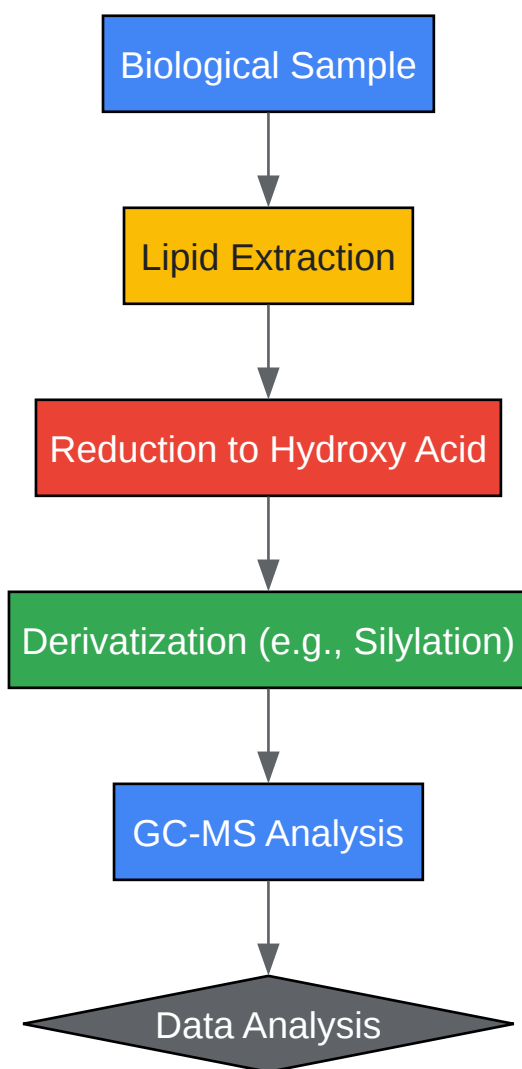 Biological Sample
Lipid Extraction
Reduction to Hydroxy Acid
Derivatization (e.g., Silylation)
GC-MS Analysis
Data Analysis